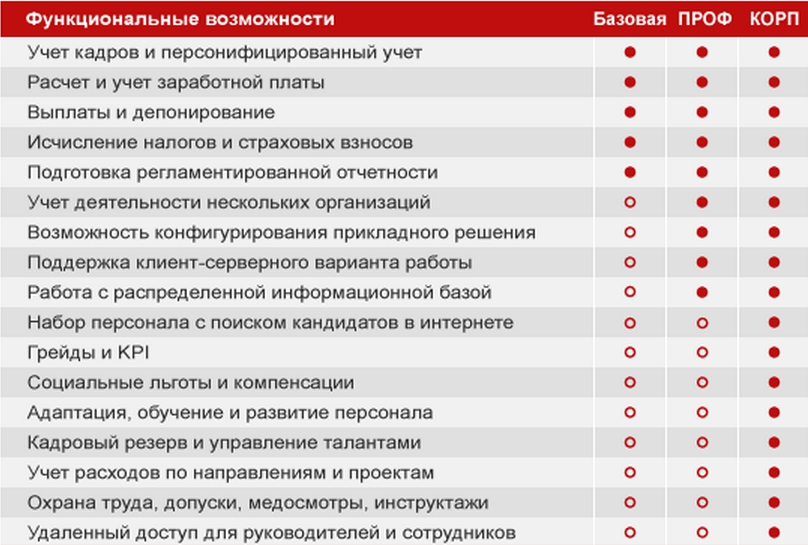 Функциональные возможности Базовая ПРОФ КОРП
Учет кадров и персонифицированный учет
Расчет и учет заработной платы
Выплаты и депонирование
Исчисление налогов и страховых взносов
Подготовка регламентированной отчетности
Учет деятельности нескольких организаций
Возможность конфигурирования прикладного решения
Поддержка клиент-серверного варианта работы
Работа с распределенной информационной базой
Набор персонала с поиском кандидатов в интернете
Грейды и KPI
Социальные льготы и компенсации
Адаптация, обучение и развитие персонала
Кадровый резерв и управление талантами
Учет расходов по направлениям и проектам
Охрана труда, допуски, медосмотры, инструктажи
Удаленный доступ для руководителей и сотрудников